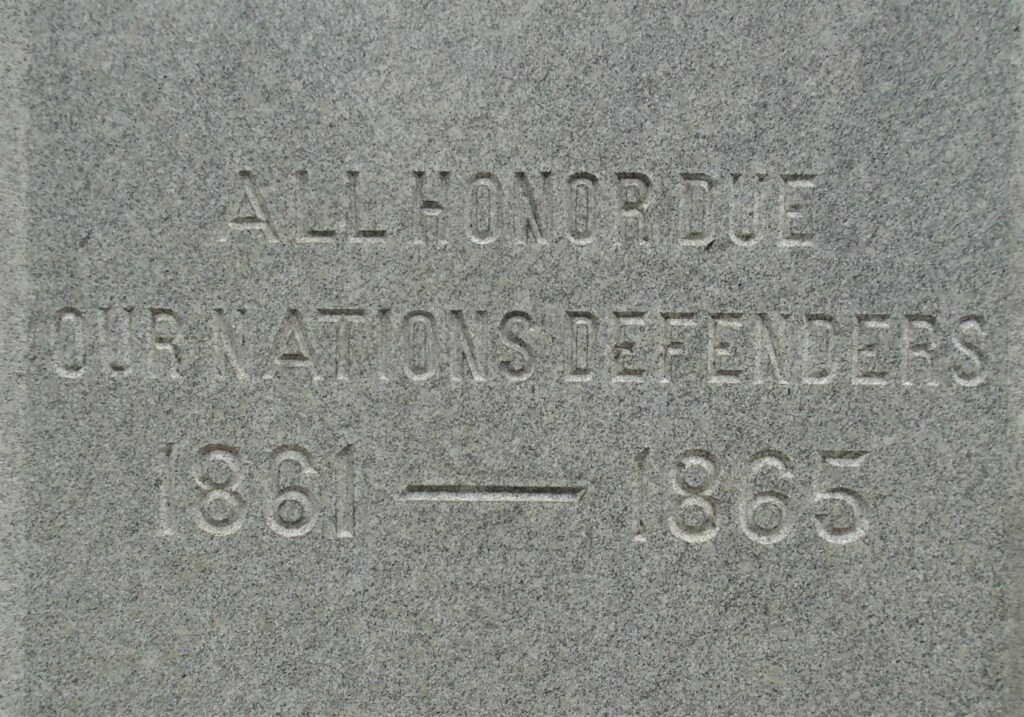 ALL HONOR DUE
OUR NATIONS DEFENDERS
1861 — 1865